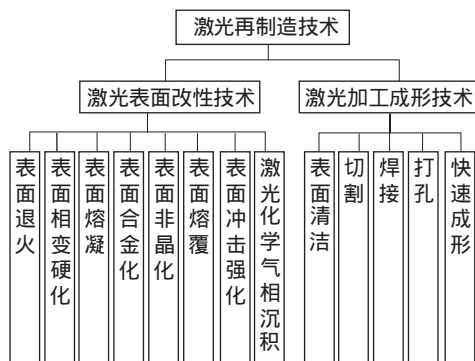 激光再制造技术
激光表面改性技术
激光加工成形技术
表面退火
表面相变硬化
表面熔凝
表面合金化
表面非晶化
表面熔覆
表面冲击强化
激光化学气相沉积
表面清洁
切割
焊接
打孔
快速成形